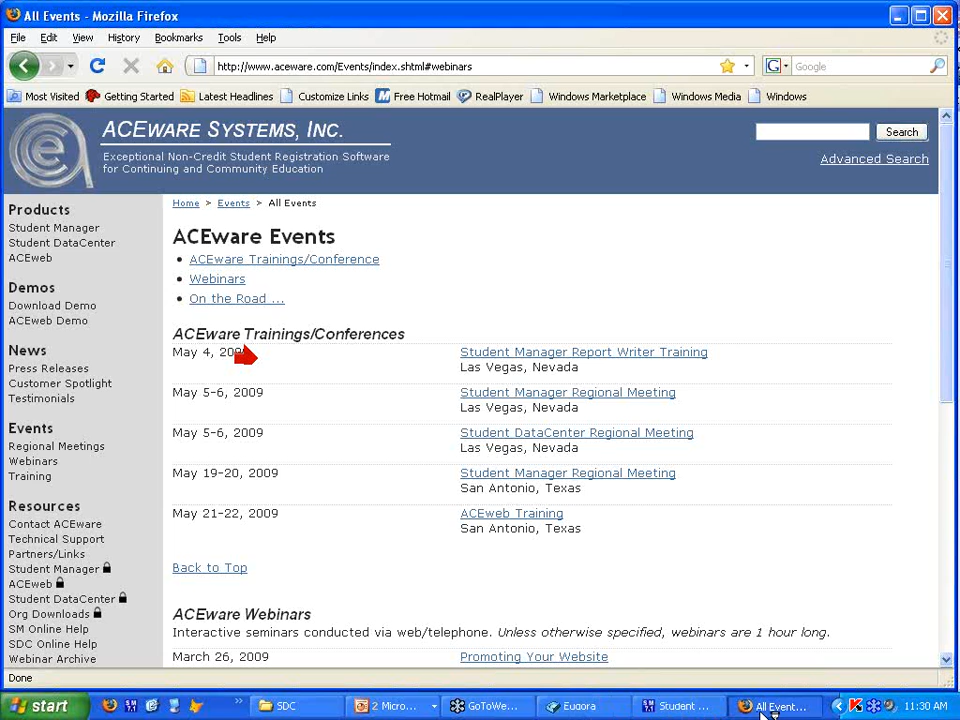 All Events - Mozilla Firefox
File Edit View History Bookmarks Tools Help
http://www.aceware.com/Events/index.shtml#webinars
G Google
Most Visited Getting Started Latest Headlines Customize Links Free Hotmail RealPlayer Windows Marketplace Windows Media Windows
ACEWARE SYSTEMS, INC.
Exceptional Non-Credit Student Registration Software
for Continuing and Community Education
Search
Advanced Search
Products
Student Manager
Student DataCenter
ACEweb
Demos
Download Demo
ACEweb Demo
News
Press Releases
Customer Spotlight
Testimonials
Events
Regional Meetings
Webinars
Training
Resources
Contact ACEware
Technical Support
Partners/Links
Student Manager
ACEweb
Student DataCenter
Org Downloads
SM Online Help
SDC Online Help
Webinar Archive
Home > Events > All Events
ACEware Events
• ACEware Trainings/Conference
• Webinars
• On the Road ...
ACEware Trainings/Conferences
May 4, Student Manager Report Writer Training
Las Vegas, Nevada
May 5-6, 2009 Student Manager Regional Meeting
Las Vegas, Nevada
May 5-6, 2009 Student DataCenter Regional Meeting
Las Vegas, Nevada
May 19-20, 2009 Student Manager Regional Meeting
San Antonio, Texas
May 21-22, 2009 ACEweb Training
San Antonio, Texas
Back to Top
ACEware Webinars
Interactive seminars conducted via web/telephone. Unless otherwise specified, webinars are 1 hour long.
March 26, 2009 Promoting Your Website
Done
start SDC 2 Micro... GoToWe... Eudora Student ... All Event... 11:30 AM